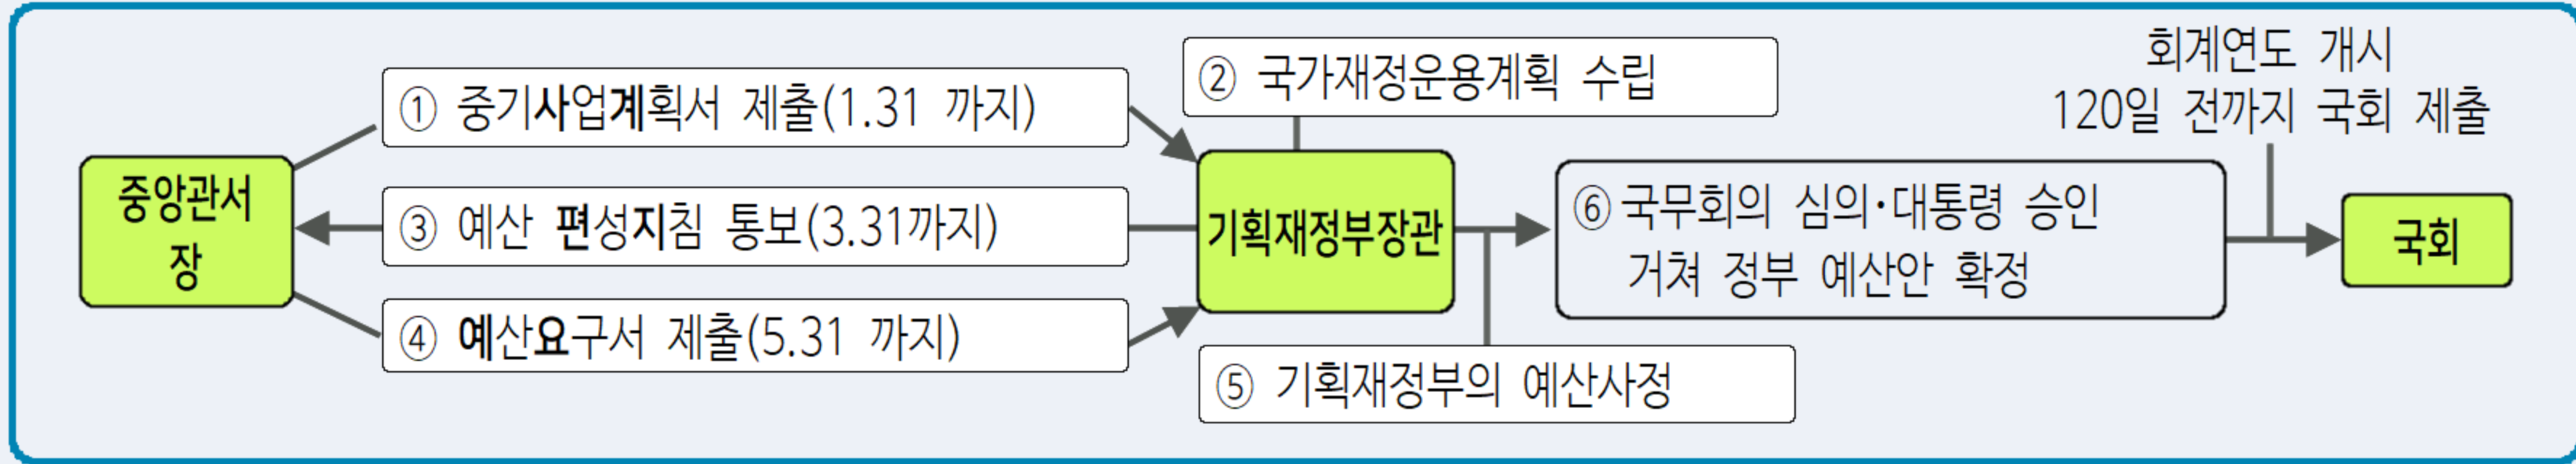 회계연도 개시
120일 전까지 국회 제출
② 국가재정운용계획 수립
① 중기사업계획서 제출(1.31 까지)
중앙관서
장
③ 예산 편성지침 통보(3.31까지)
기획재정부장관
⑥ 국무회의 심의·대통령 승인
거쳐 정부 예산안 확정
국회
④ 예산요구서 제출(5.31 까지)
⑤ 기획재정부의 예산사정